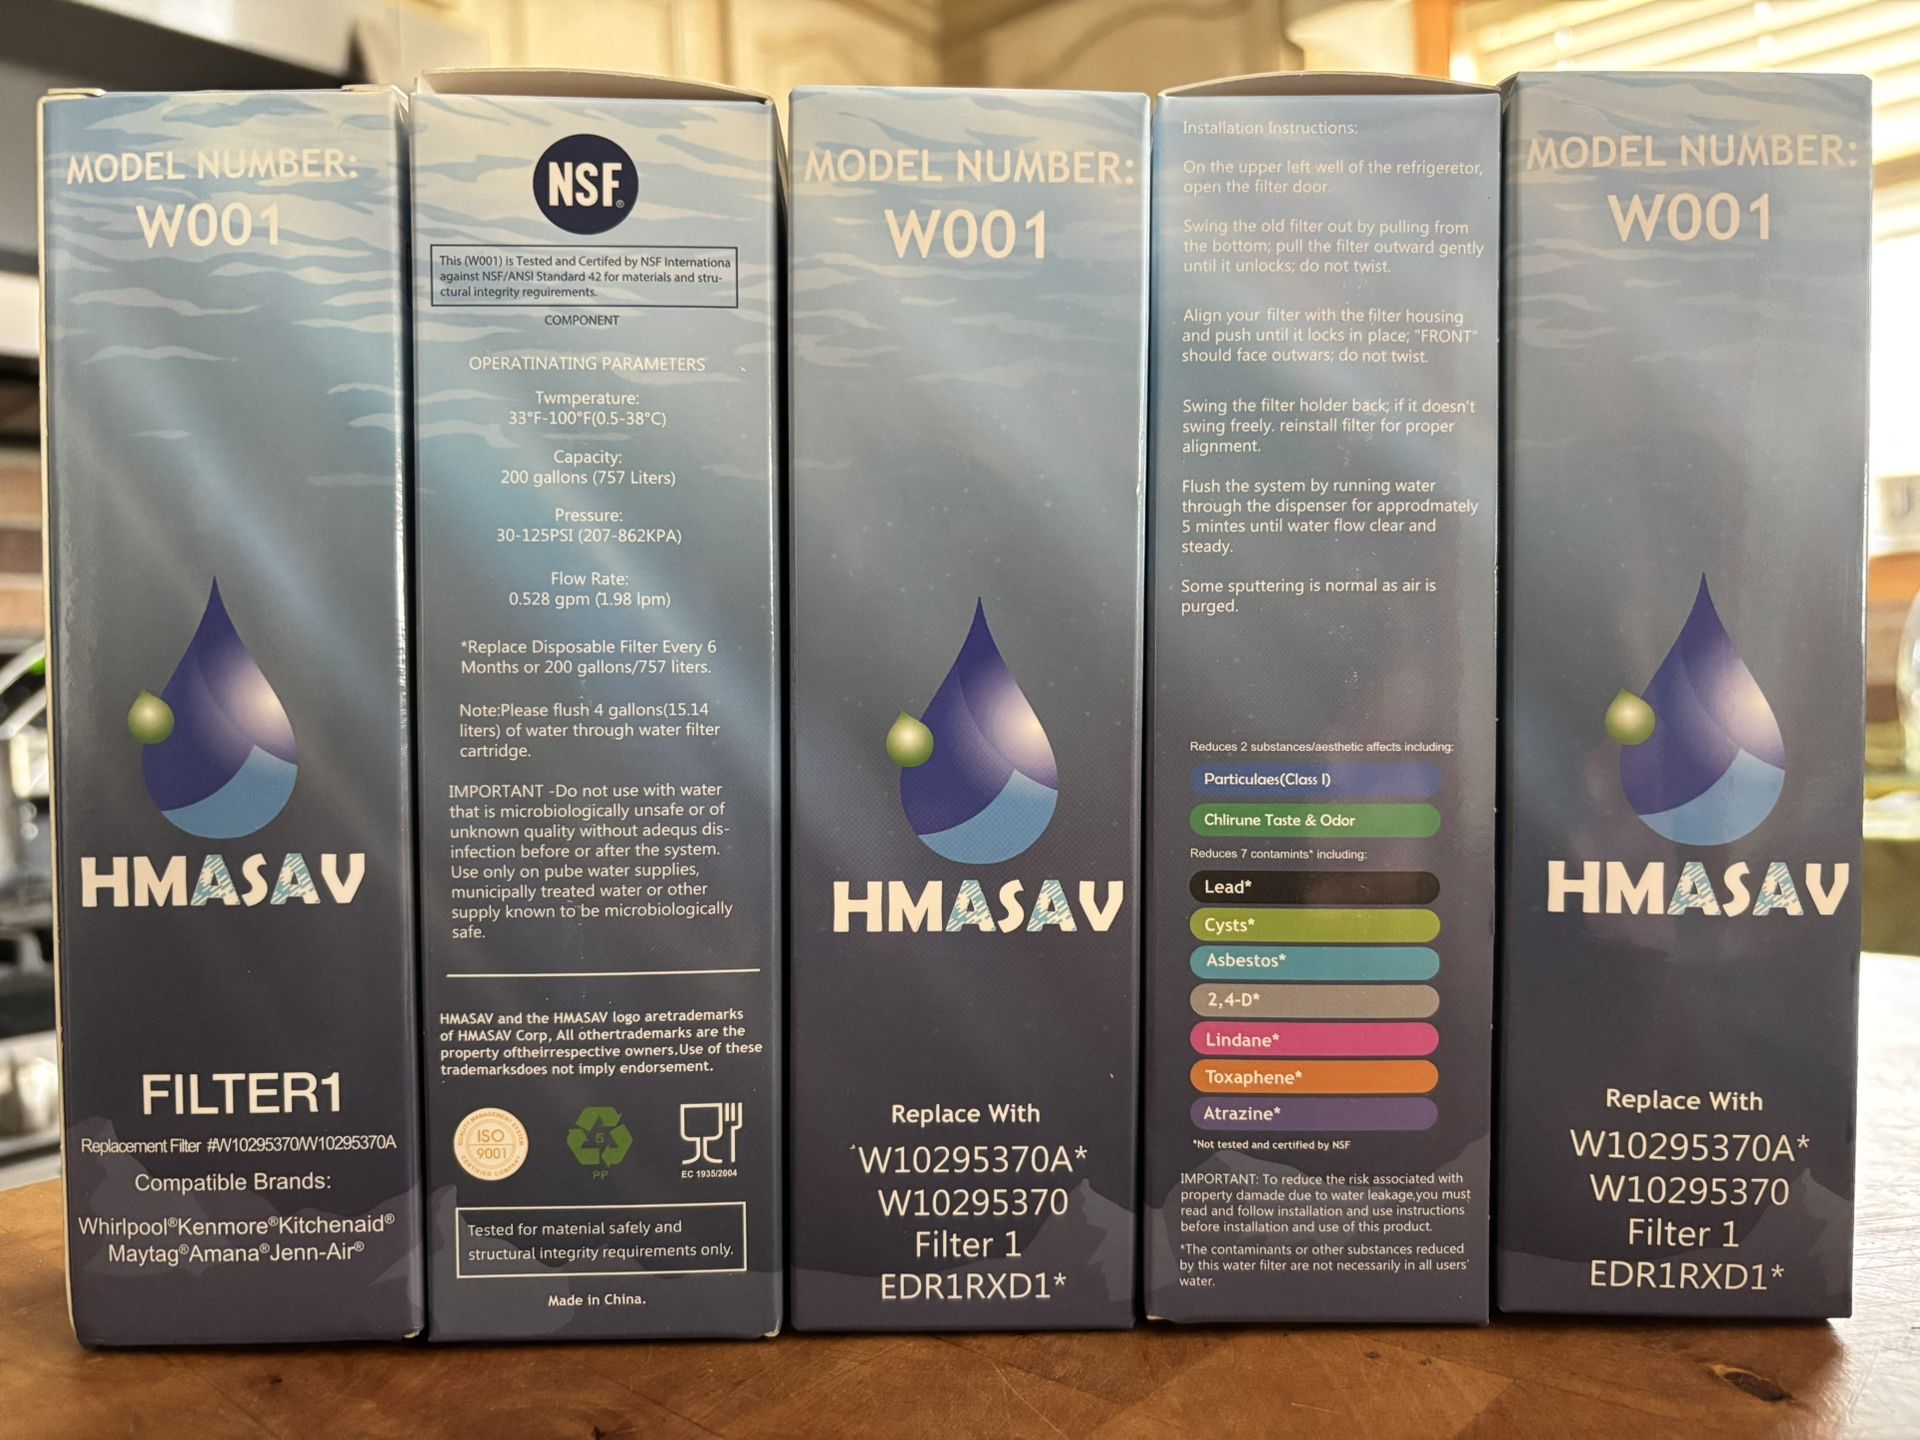 MODEL NUMBER:
W001
HMASAV
FILTER1
Replacement Filter #W10295370/W10295370A
Compatible Brands:
Whirlpool®Kenmore®Kitchenaid®
Maytag®Amana®Jenn-Air®
NSF®
This (W001) is Tested and Certifed by NSF Internationa
against NSF/ANSI Standard 42 for materials and stru-
ctural integrity reguirements.
COMPONENT
OPERATINATING PARAMETERS
Twmperature:
33°F-100°F(0.5-38°C)
Capacity:
200 gallons (757 Liters)
Pressure:
30-125PSI (207-862KPA)
Flow Rate:
0.528 gpm (1.98 lpm)
*Replace Disposable Filter Every 6
Months or 200 gallons/757 liters.
Note:Please flush 4 gallons(15.14
liters) of water through water filter
cartridge.
IMPORTANT -Do not use with water
that is microbiologically unsafe or of
unknown quality without adequs dis-
infection before or after the system.
Use only on pube water supplies,
municipally treated water or other
supply known to be microbiologically
safe.
HMASAV and the HMASAV logo aretrademarks
of HMASAV Corp, All othertrademarks are the
property oftheirrespective owners.Use of these
trademarksdoes not imply endorsement.
QUALITY MANAGEMENT SYSTEM
ISO
9001
CERTIFIED COMPANY
5
PP
EC 1935/2004
Tested for matenial safely and
structural integrity requirements only.
Made in China.
MODEL NUMBER:
W001
HMASAV
Replace With
W10295370A*
W10295370
Filter 1
EDR1RXD1*
Installation Instructions:
On the upper left well of the refrigeretor,
open the filter door.
Swing the old filter out by pulling from
the bottom; pull the filter outward gently
until it unlocks; do not twist.
Align your filter with the filter housing
and push until it locks in place; "FRONT"
should face outwars; do not twist.
Swing the filter holder back; if it doesn't
swing freely. reinstall filter for proper
alignment.
Flush the system by running water
through the dispenser for approdmately
5 mintes until water flow clear and
steady.
Some sputtering is normal as air is
purged.
Reduces 2 substances/aesthetic affects including:
Particulaes(Class I)
Chlirune Taste & Odor
Reduces 7 contamints* including:
Lead*
Cysts*
Asbestos*
2,4-D*
Lindane*
Toxaphene*
Atrazine*
*Not tested and certified by NSF
IMPORTANT: To reduce the risk associated with
property damade due to water leakage,you must
read and follow installation and use instructions
before installation and use of this product.
*The contaminants or other substances reduced
by this water filter are not necessarily in all users'
water.
MODEL NUMBER:
W001
HMASAV
Replace With
W10295370A*
W10295370
Filter 1
EDR1RXD1*